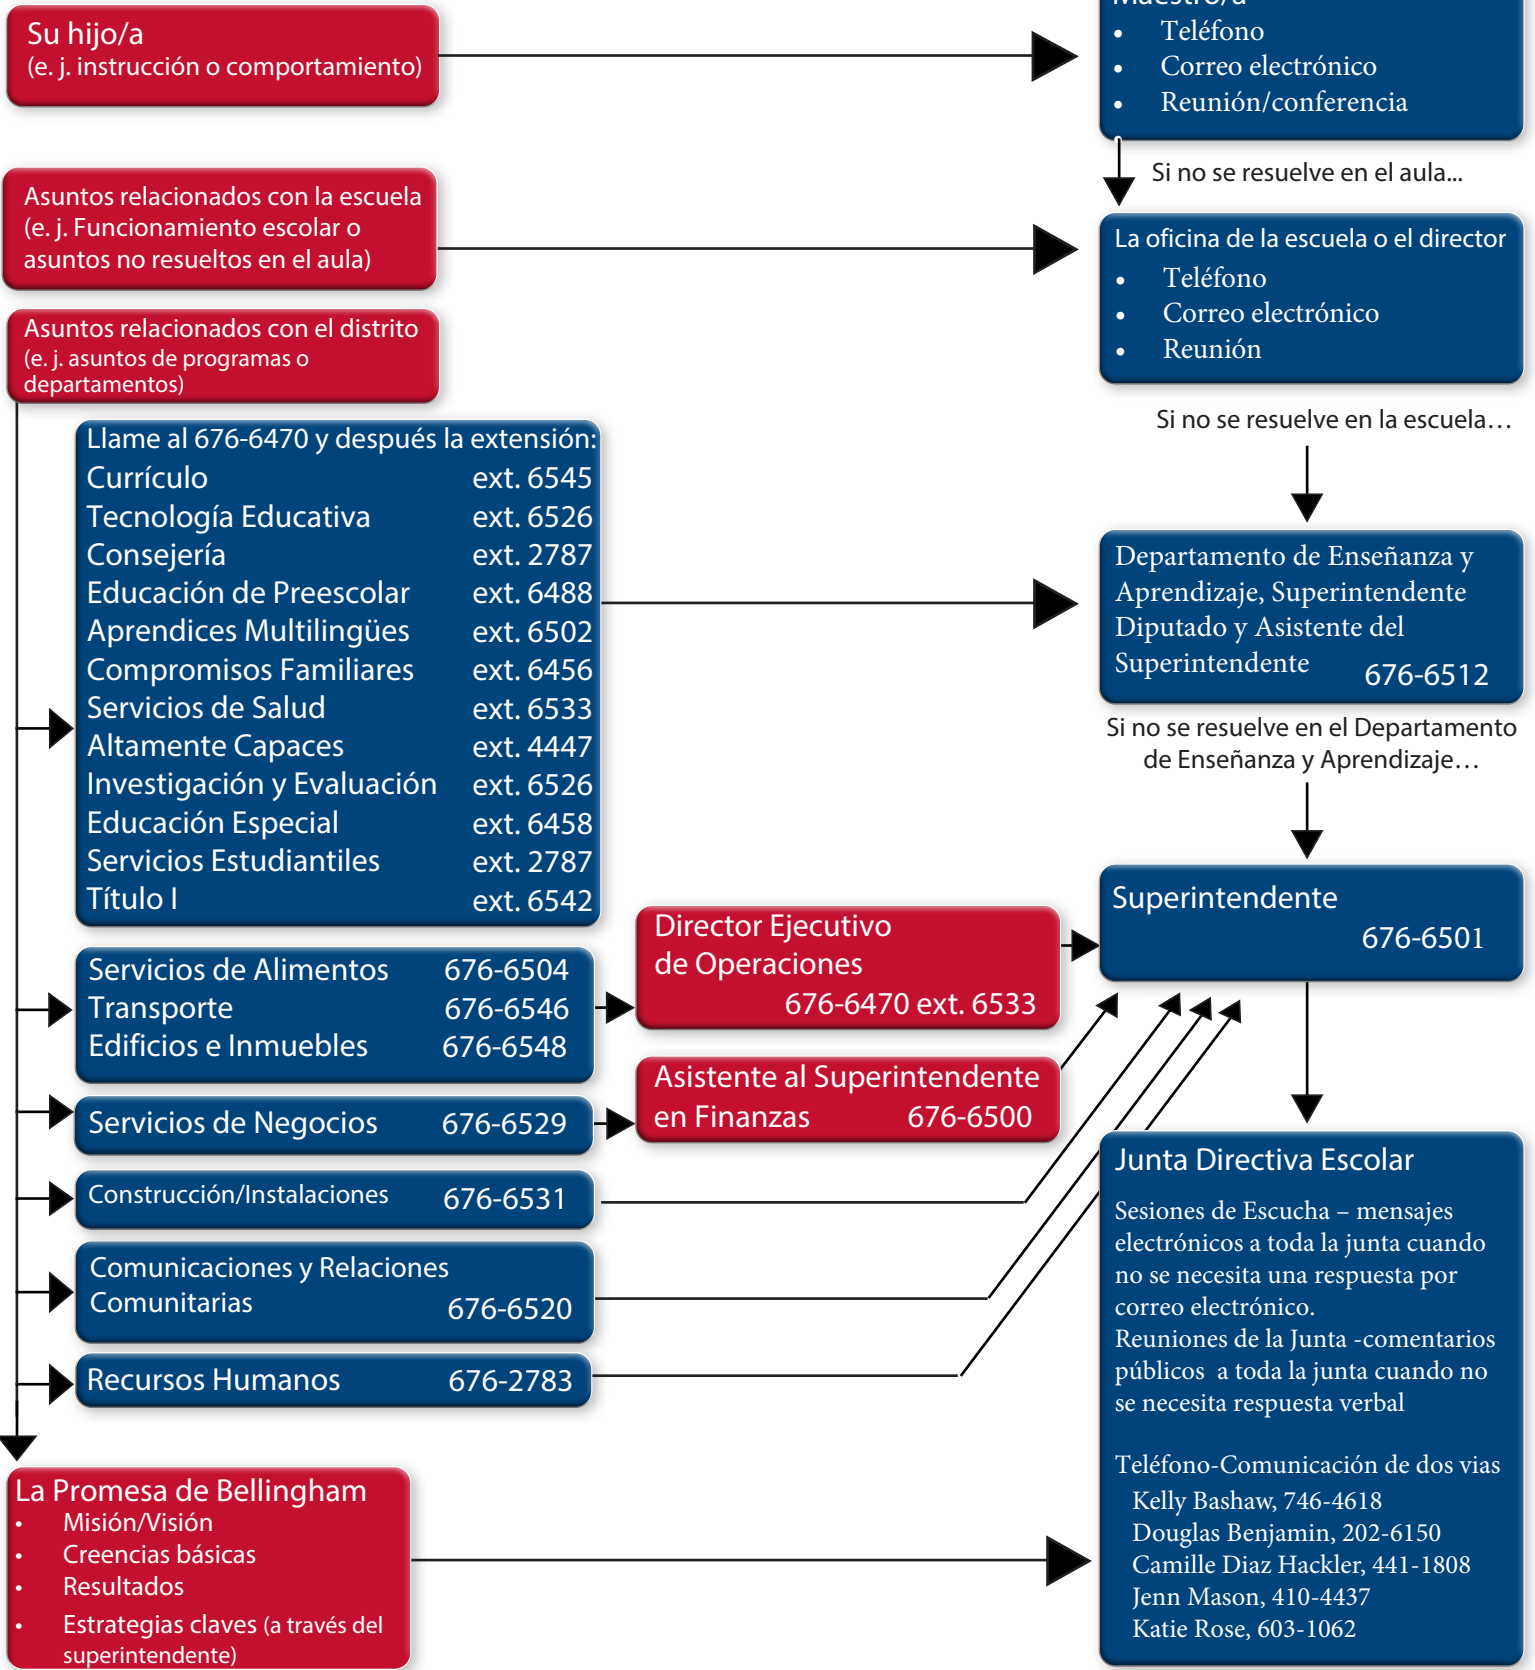 Su hijo/a
(e. j. instrucción o comportamiento)
Maestro/a
• Teléfono
• Correo electrónico
• Reunión/conferencia
Si no se resuelve en el aula...
Asuntos relacionados con la escuela
(e. j. Funcionamiento escolar o
asuntos no resueltos en el aula)
La oficina de la escuela o el director
• Teléfono
• Correo electrónico
• Reunión
Si no se resuelve en la escuela…
Asuntos relacionados con el distrito
(e. j. asuntos de programas o
departamentos)
Llame al 676-6470 y después la extensión:
Currículo ext. 6545
Tecnología Educativa ext. 6526
Consejería ext. 2787
Educación de Preescolar ext. 6488
Aprendices Multilingües ext. 6502
Compromisos Familiares ext. 6456
Servicios de Salud ext. 6533
Altamente Capaces ext. 4447
Investigación y Evaluación ext. 6526
Educación Especial ext. 6458
Servicios Estudiantiles ext. 2787
Título I ext. 6542
Departamento de Enseñanza y
Aprendizaje, Superintendente
Diputado y Asistente del
Superintendente 676-6512
Si no se resuelve en el Departamento
de Enseñanza y Aprendizaje…
Servicios de Alimentos 676-6504
Transporte 676-6546
Edificios e Inmuebles 676-6548
Director Ejecutivo
de Operaciones
676-6470 ext. 6533
Superintendente
676-6501
Servicios de Negocios 676-6529
Asistente al Superintendente
en Finanzas 676-6500
Construcción/Instalaciones 676-6531
Comunicaciones y Relaciones
Comunitarias 676-6520
Recursos Humanos 676-2783
La Promesa de Bellingham
• Misión/Visión
• Creencias básicas
• Resultados
• Estrategias claves (a través del
superintendente)
Junta Directiva Escolar
Sesiones de Escucha – mensajes
electrónicos a toda la junta cuando
no se necesita una respuesta por
correo electrónico.
Reuniones de la Junta -comentarios
públicos a toda la junta cuando no
se necesita respuesta verbal
Teléfono-Comunicación de dos vias
Kelly Bashaw, 746-4618
Douglas Benjamin, 202-6150
Camille Diaz Hackler, 441-1808
Jenn Mason, 410-4437
Katie Rose, 603-1062